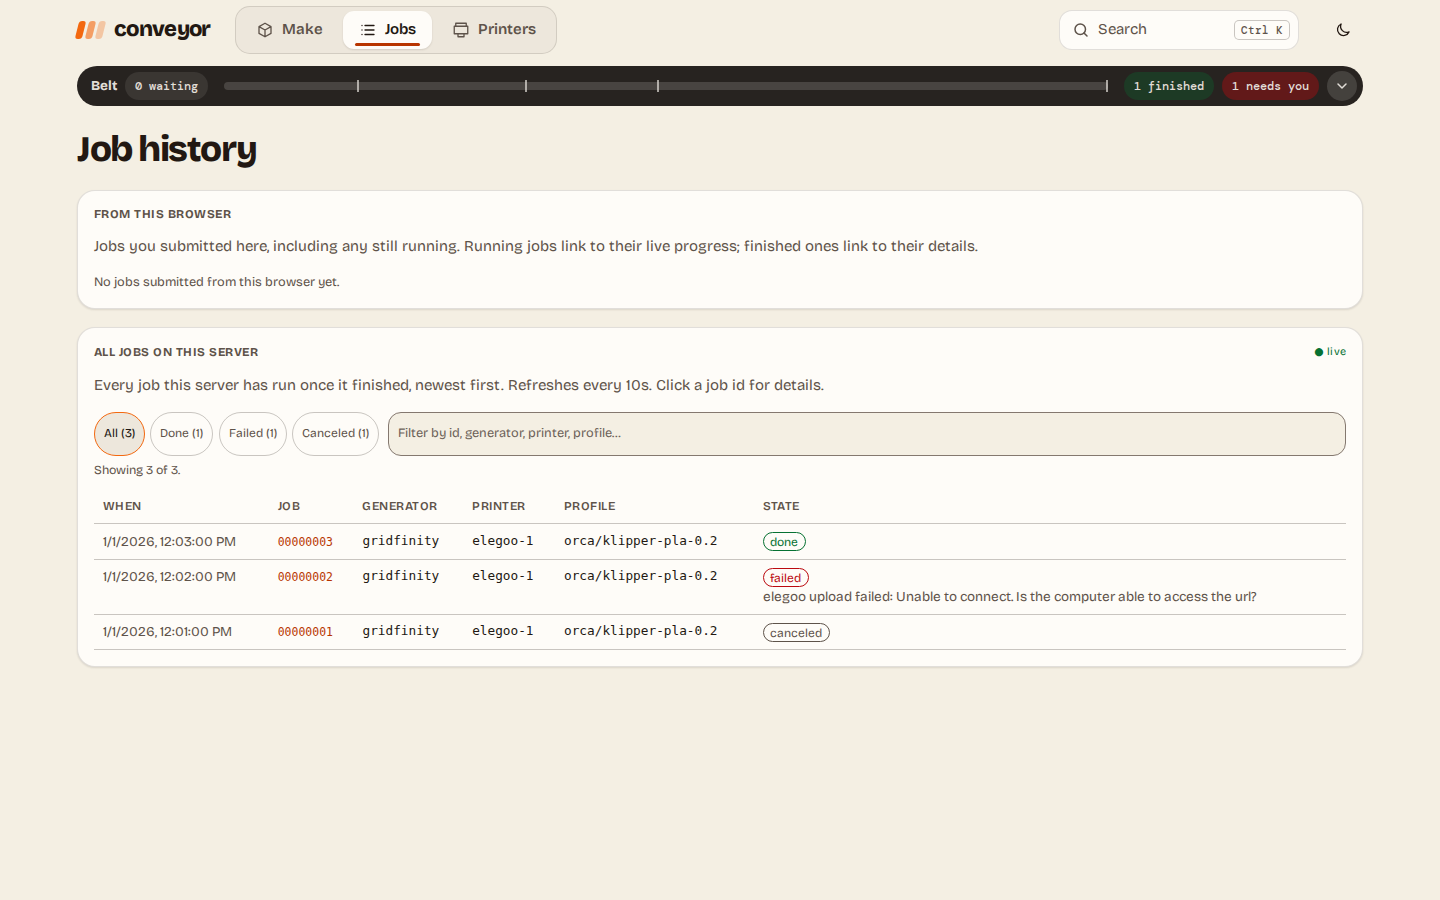 conveyor
Make
Jobs
Printers
Search
Ctrl K
Belt
0 waiting
1 finished
1 needs you
Job history
FROM THIS BROWSER
Jobs you submitted here, including any still running. Running jobs link to their live progress; finished ones link to their details.
No jobs submitted from this browser yet.
ALL JOBS ON THIS SERVER
live
Every job this server has run once it finished, newest first. Refreshes every 10s. Click a job id for details.
All (3)
Done (1)
Failed (1)
Canceled (1)
Filter by id, generator, printer, profile...
Showing 3 of 3.
WHEN JOB GENERATOR PRINTER PROFILE STATE
1/1/2026, 12:03:00 PM 00000003 gridfinity elegoo-1 orca/klipper-pla-0.2 done
1/1/2026, 12:02:00 PM 00000002 gridfinity elegoo-1 orca/klipper-pla-0.2 failed
elegoo upload failed: Unable to connect. Is the computer able to access the url?
1/1/2026, 12:01:00 PM 00000001 gridfinity elegoo-1 orca/klipper-pla-0.2 canceled